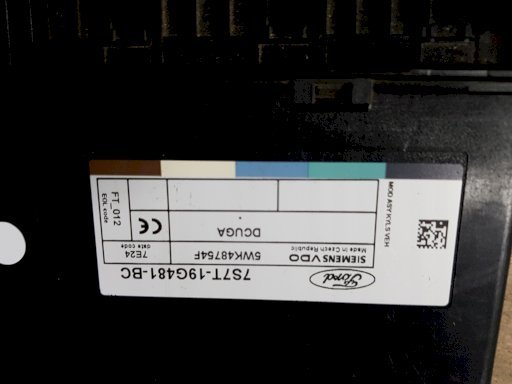 Ford
7S7T-19G481-BC
SIEMENS VDO
Made in Czech Republic
5WK48754F
7E24
date code
DCUGA
CE
FT_012
EOL code
MOD ASY KYLS VEH